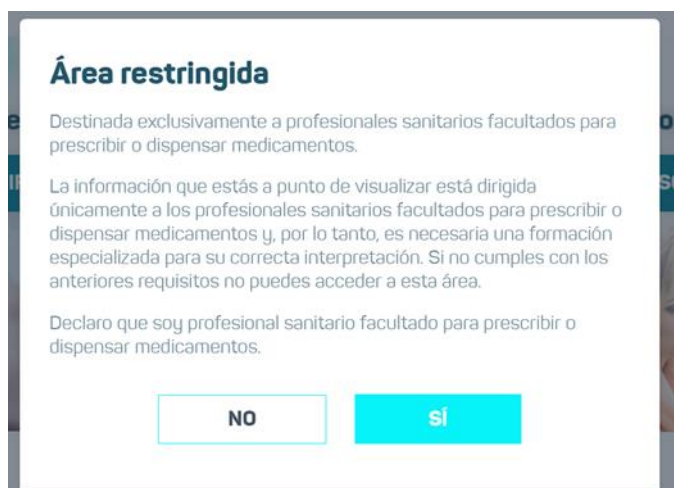 Área restringida
Destinada exclusivamente a profesionales sanitarios facultados para
prescribir o dispensar medicamentos.
La información que estás a punto de visualizar está dirigida
únicamente a los profesionales sanitarios facultados para prescribir o
dispensar medicamentos y, por lo tanto, es necesaria una formación
especializada para su correcta interpretación. Si no cumples con los
anteriores requisitos no puedes acceder a esta área.
Declaro que soy profesional sanitario facultado para prescribir o
dispensar medicamentos.
NO
SÍ